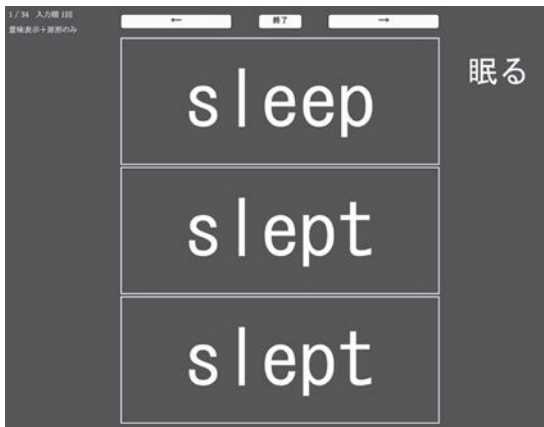 1 / 34 入力順 1回
意味表示+原形のみ
← 終了 →
sleep
眠る
slept
slept